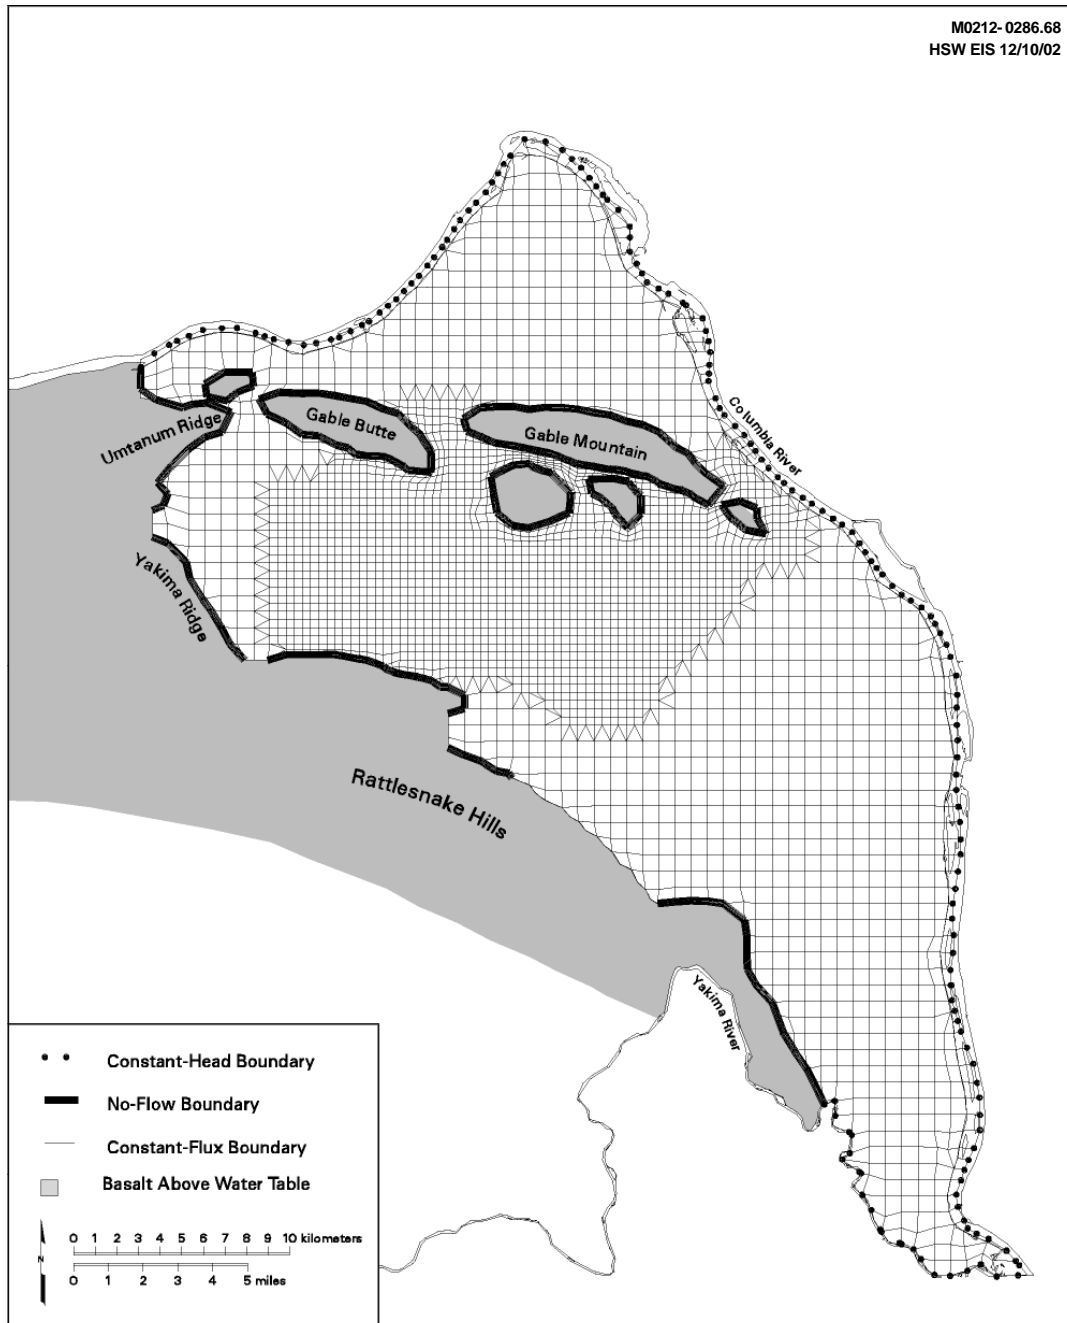 M0212-0286.68
HSW EIS 12/10/02
Columbia River
Umtanum Ridge
Gable Butte
Gable Mountain
Yakima Ridge
Rattlesnake Hills
Yakima River
Constant-Head Boundary
No-Flow Boundary
Constant-Flux Boundary
Basalt Above Water Table
N
0 1 2 3 4 5 6 7 8 9 10 kilometers
0 1 2 3 4 5 miles